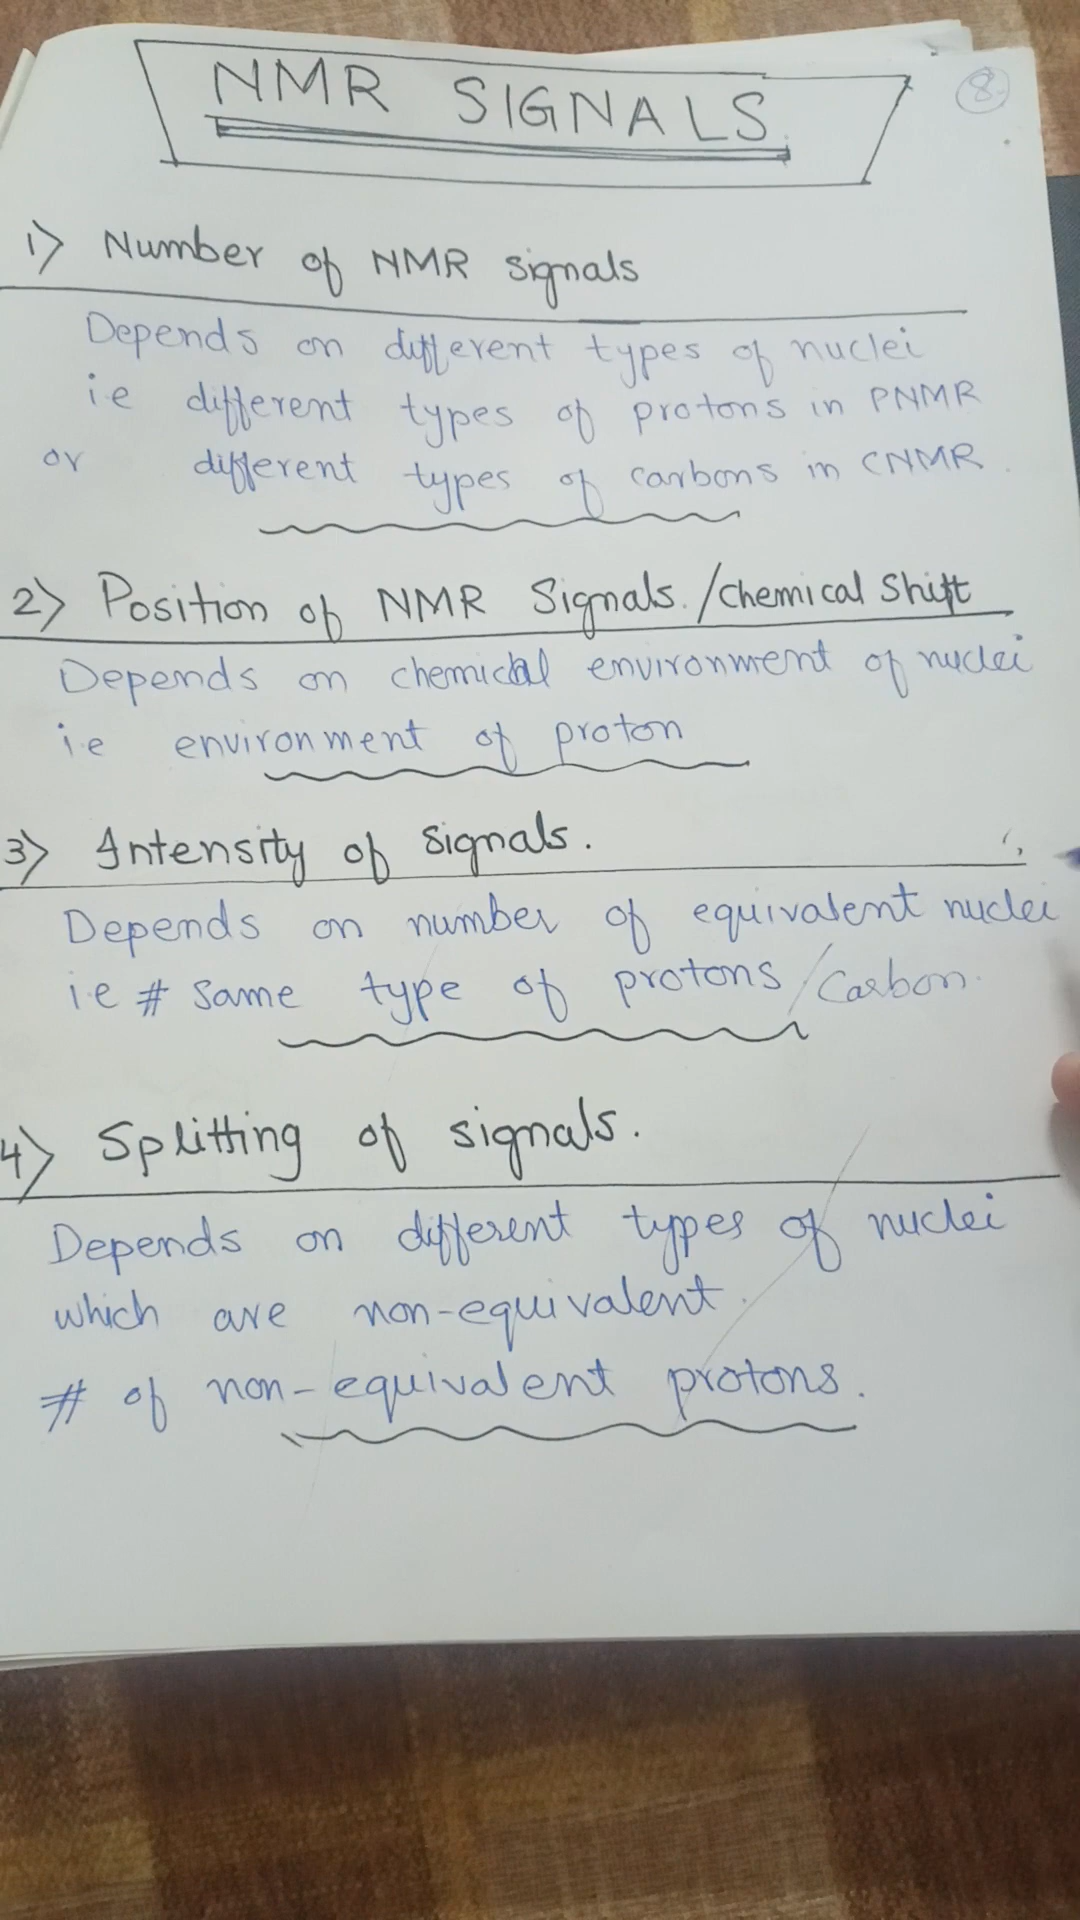 NMR SIGNALS
8
1) Number of NMR signals
Depends on different types of nuclei
i.e different types of protons in PNMR
or different types of carbons in CNMR
2) Position of NMR Signals. / Chemical Shift
Depends on chemical environment of nuclei
i.e environment of proton
3) Intensity of Signals.
Depends on number of equivalent nuclei
i.e # Same type of protons / Carbon.
4) Splitting of signals.
Depends on different types of nuclei
which are non-equivalent.
# of non-equivalent protons.